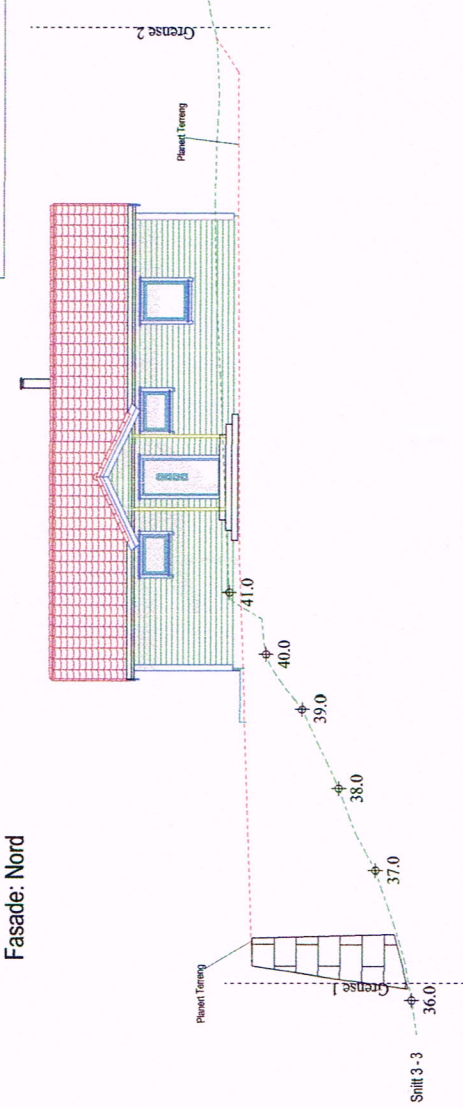 Fasade: Nord
Grense 2
Planert Terreng
41.0
40.0
39.0
38.0
37.0
Planert Terreng
Grense 1
36.0
Snitt 3 - 3